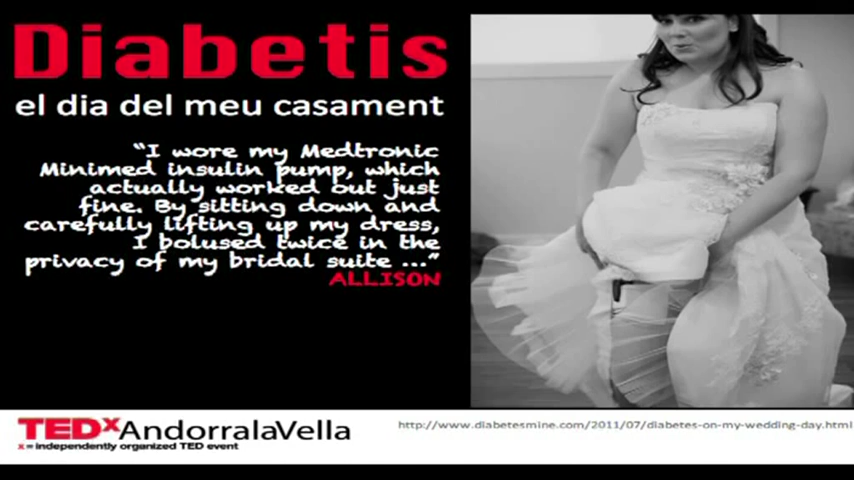 Diabetis
el dia del meu casament
“I wore my Medtronic
Minimed insulin pump, which
actually worked out just
fine. By sitting down and
carefully lifting up my dress,
I bolused twice in the
privacy of my bridal suite ...”
ALLISON
TEDxAndorralaVella
x = independently organized TED event
http://www.diabetesmine.com/2011/07/diabetes-on-my-wedding-day.html